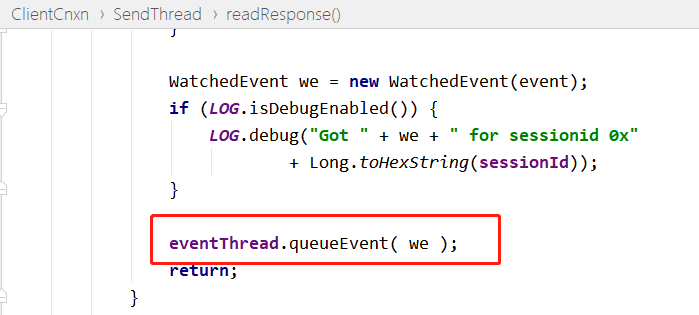 ClientCnxn › SendThread › readResponse()
}
WatchedEvent we = new WatchedEvent(event);
if (LOG.isDebugEnabled()) {
LOG.debug("Got " + we + " for sessionid 0x"
+ Long.toHexString(sessionId));
}
eventThread.queueEvent( we );
return;
}